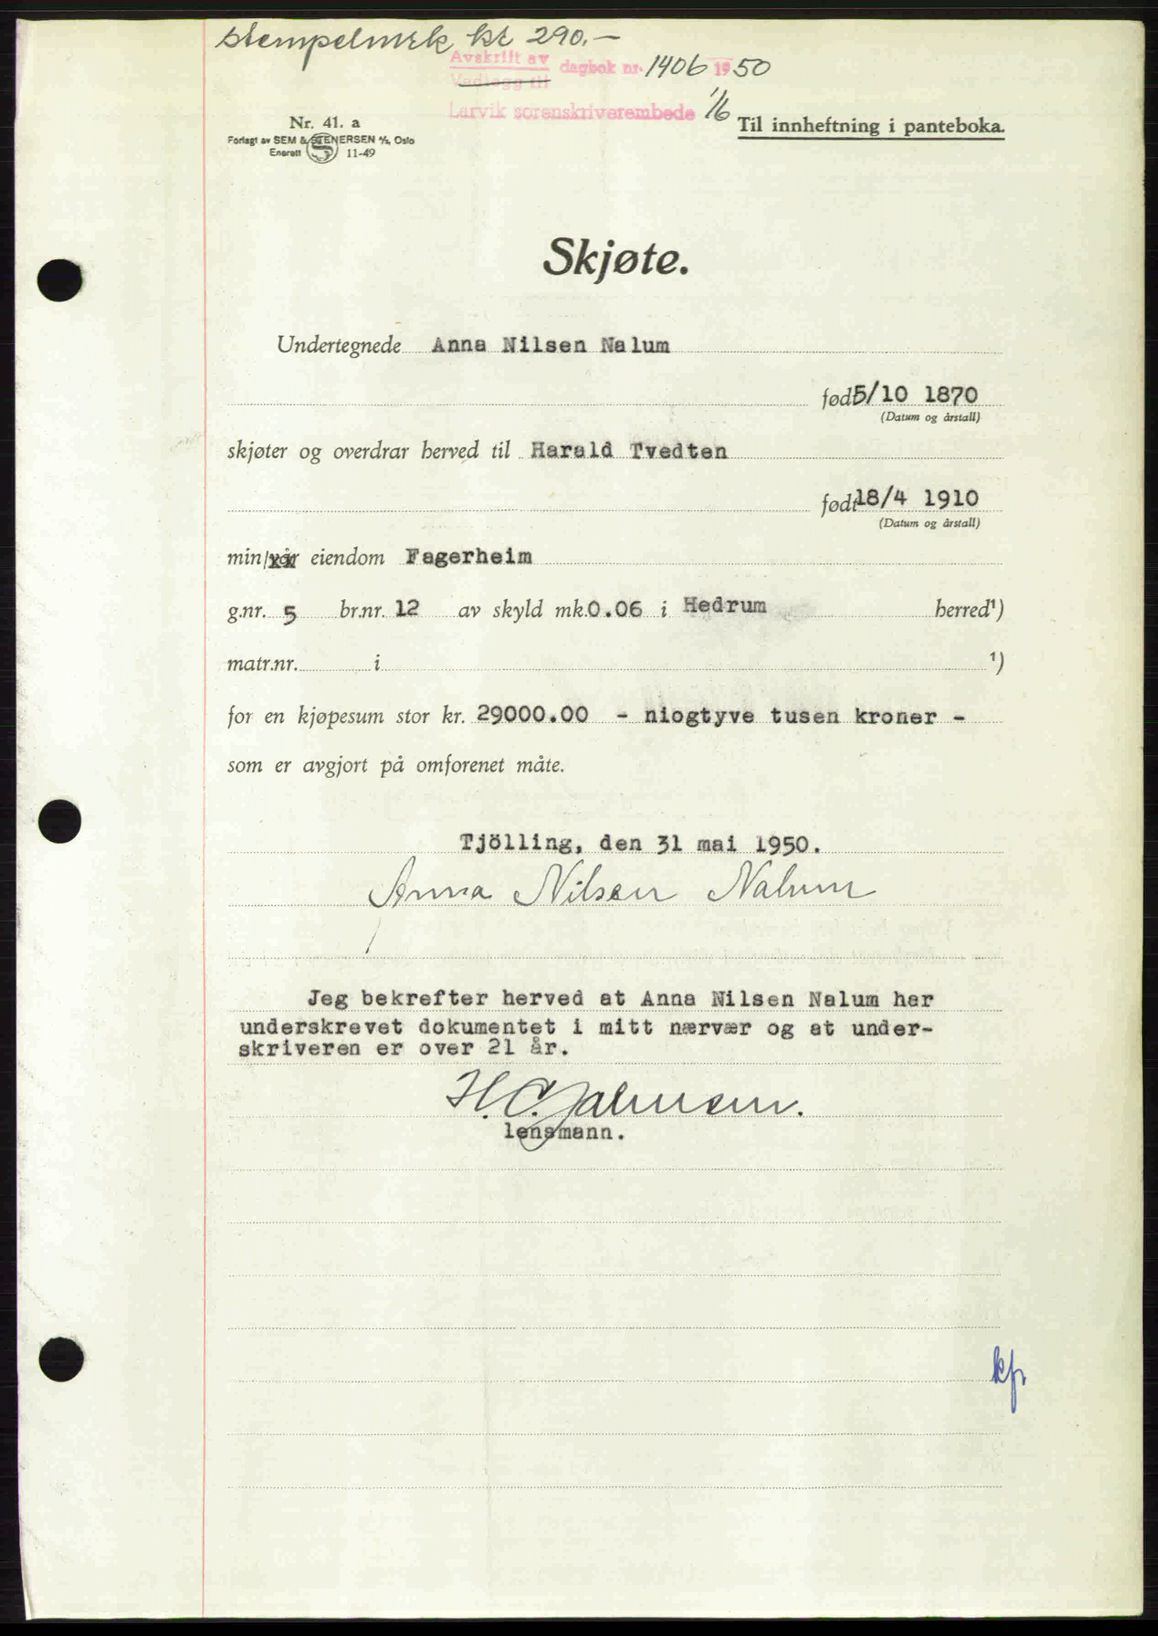 stempelmrk kr 290.-
Avskrift av
Vedlegg til dagbok nr. 1406 1950
Larvik sorenskriverembede 1/6
Til innheftning i panteboka.
Nr. 41. a
Forlagt av SEM & STENERSEN A/S, Oslo
Enerett 11-49
Skjøte.
Undertegnede Anna Nilsen Nalum
født 5/10 1870
(Datum og årstall)
skjøter og overdrar herved til Harald Tvedten
født 18/4 1910
(Datum og årstall)
min/vår eiendom Fagerheim
g.nr. 5 br.nr. 12 av skyld mk. 0.06 i Hedrum herred¹)
matr.nr. i ¹)
for en kjøpesum stor kr. 29000.00 - niogtyve tusen kroner -
som er avgjort på omforenet måte.
Tjölling, den 31 mai 1950.
Anna Nilsen Nalum
Jeg bekrefter herved at Anna Nilsen Nalum har
underskrevet dokumentet i mitt nærvær og at under-
skriveren er over 21 år.
H.C. Jahnsen.
lensmann.
kp